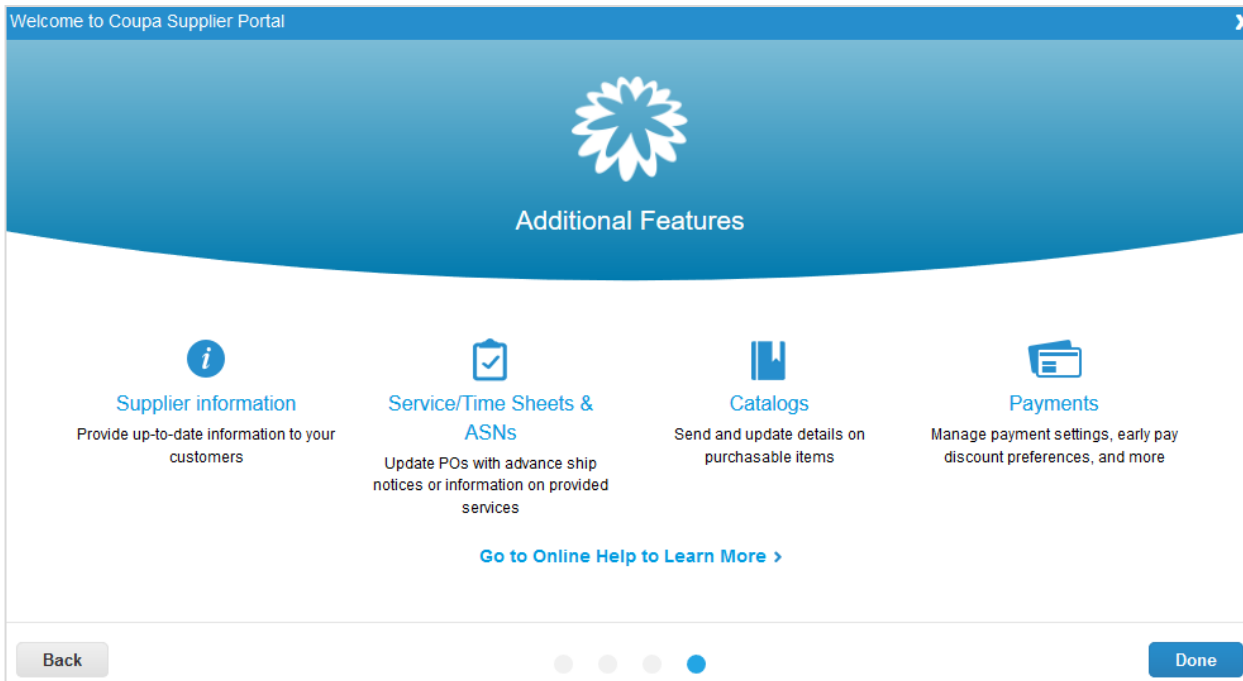 Welcome to Coupa Supplier Portal
X
Additional Features
i
Supplier information
Provide up-to-date information to your
customers
Service/Time Sheets &
ASNs
Update POs with advance ship
notices or information on provided
services
Catalogs
Send and update details on
purchasable items
Payments
Manage payment settings, early pay
discount preferences, and more
Go to Online Help to Learn More >
Back
Done